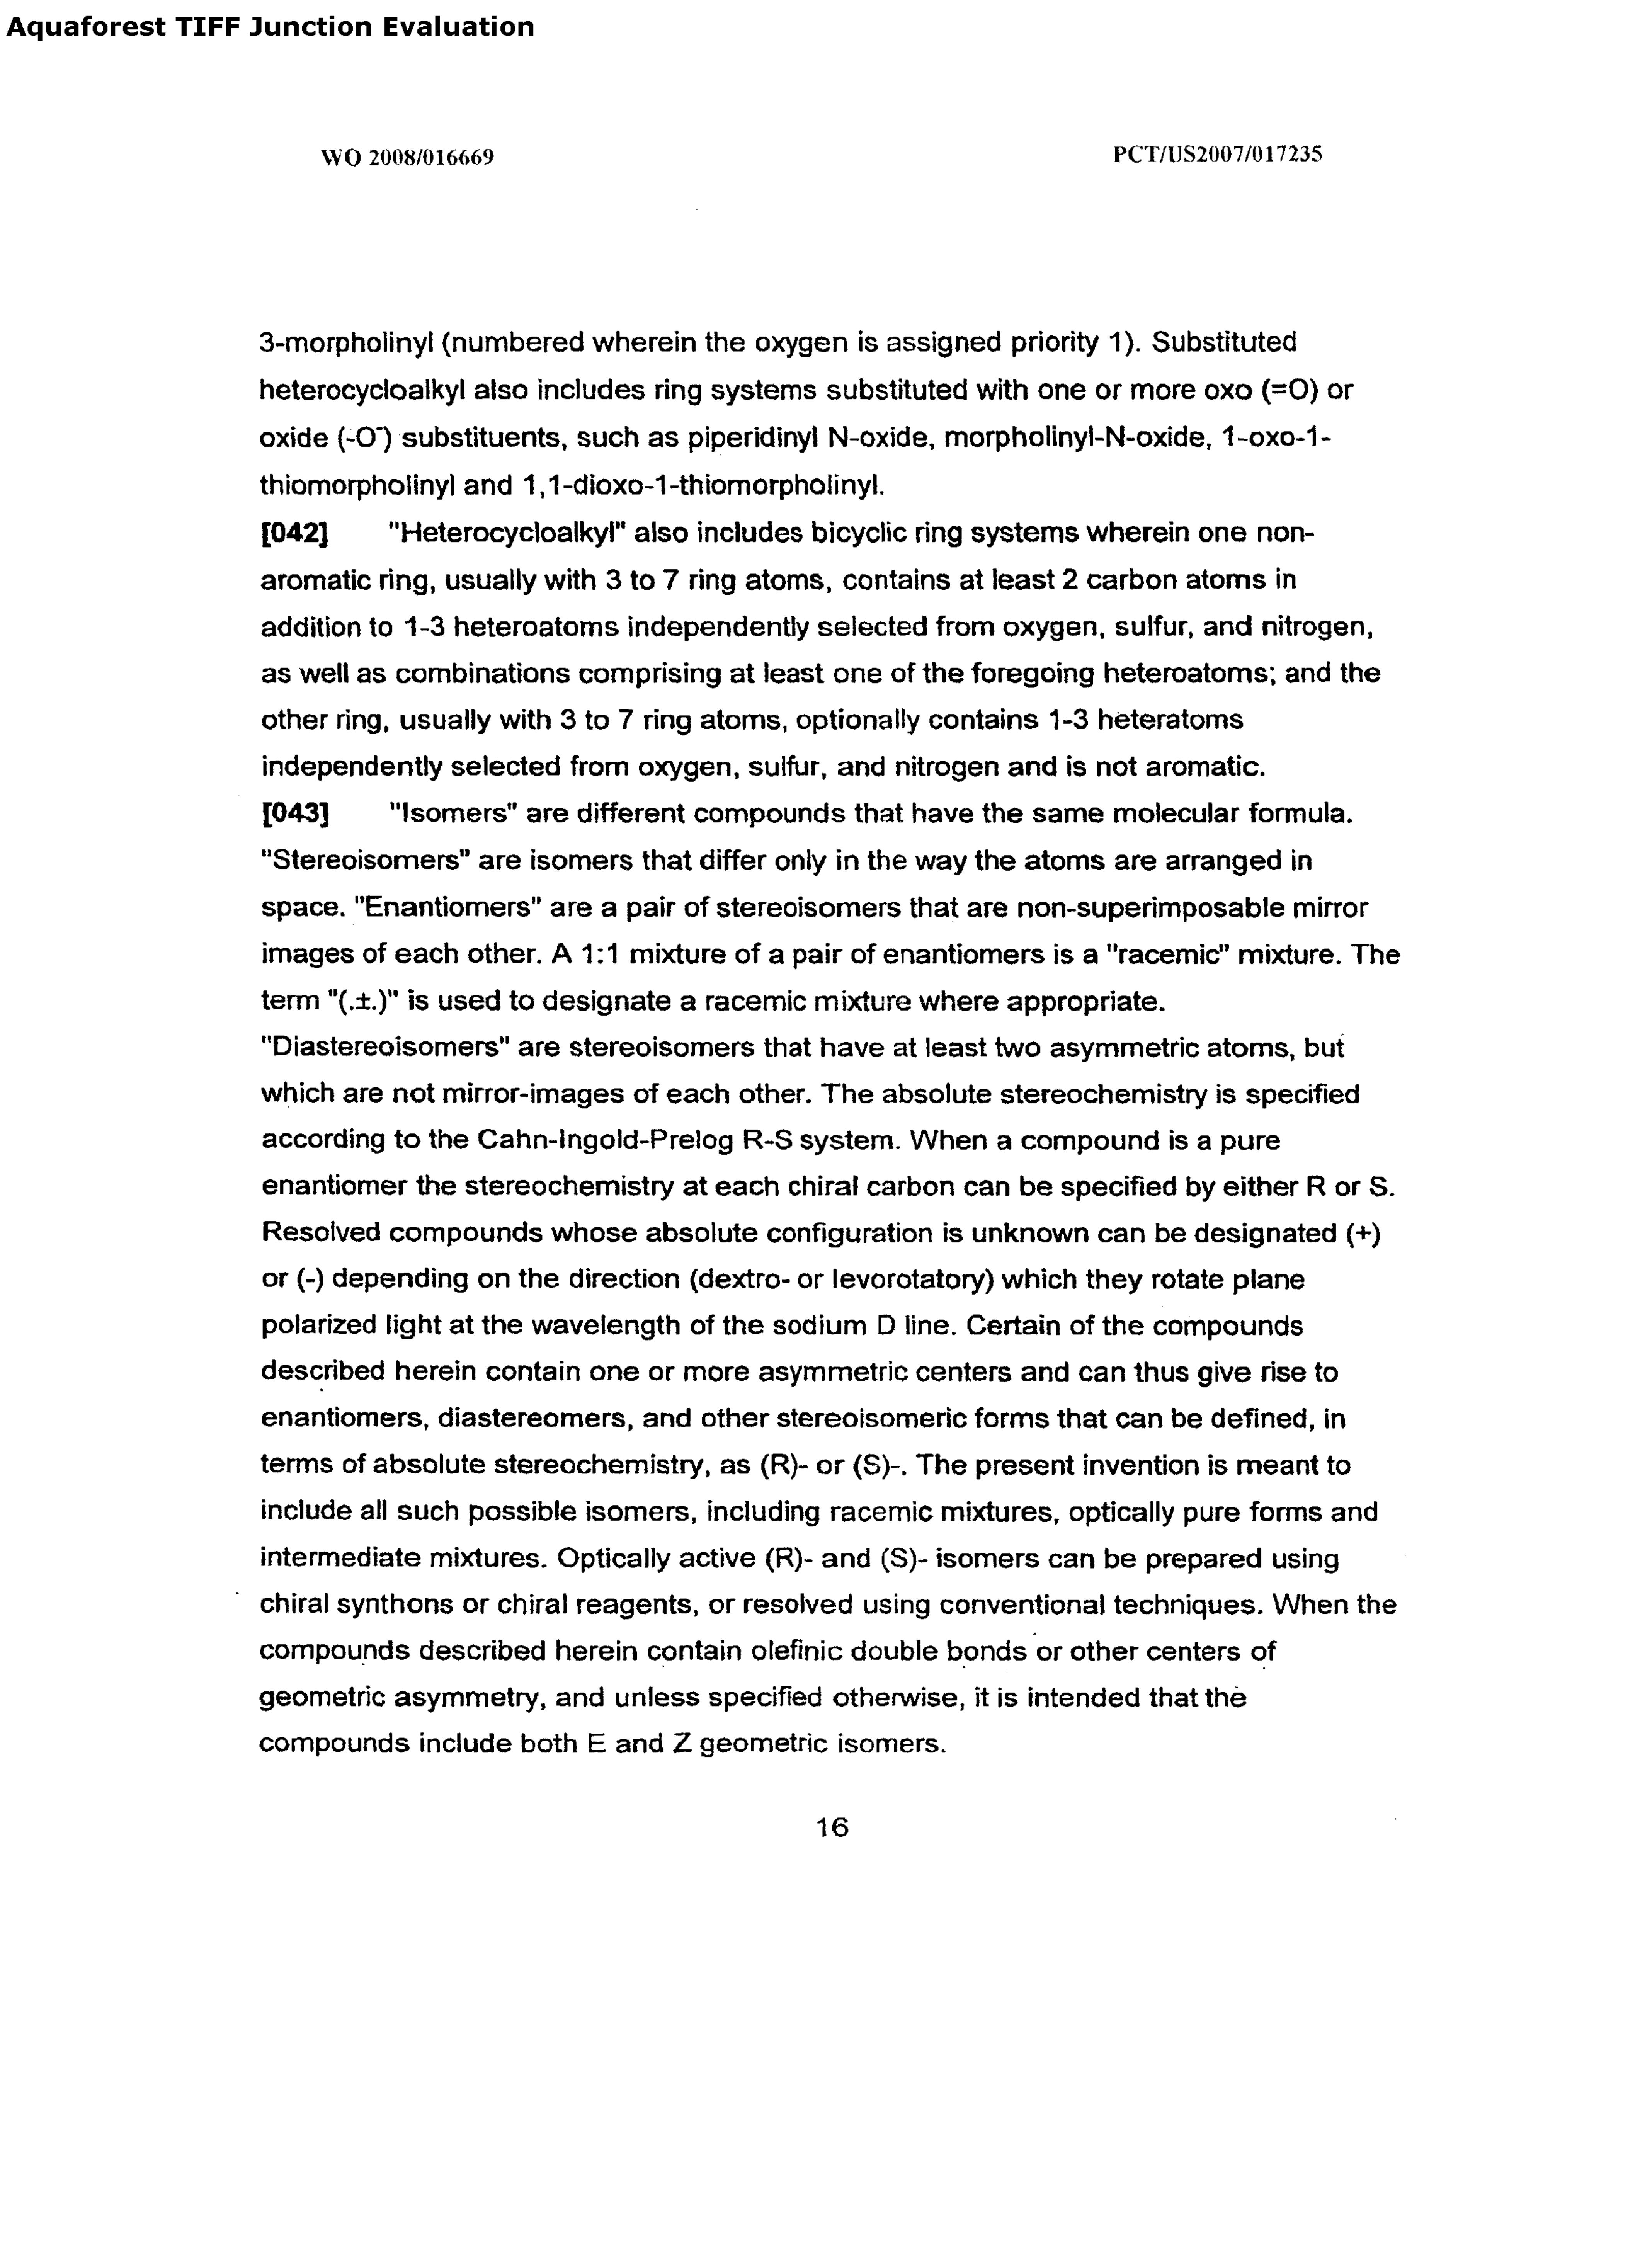 Aquaforest TIFF Junction Evaluation
WO 2008/016669 PCT/US2007/017235
3-morpholinyl (numbered wherein the oxygen is assigned priority 1). Substituted
heterocycloalkyl also includes ring systems substituted with one or more oxo (=O) or
oxide (-O⁻) substituents, such as piperidinyl N-oxide, morpholinyl-N-oxide, 1-oxo-1-
thiomorpholinyl and 1,1-dioxo-1-thiomorpholinyl.
[042] "Heterocycloalkyl" also includes bicyclic ring systems wherein one non-
aromatic ring, usually with 3 to 7 ring atoms, contains at least 2 carbon atoms in
addition to 1-3 heteroatoms independently selected from oxygen, sulfur, and nitrogen,
as well as combinations comprising at least one of the foregoing heteroatoms; and the
other ring, usually with 3 to 7 ring atoms, optionally contains 1-3 heteratoms
independently selected from oxygen, sulfur, and nitrogen and is not aromatic.
[043] "Isomers" are different compounds that have the same molecular formula.
"Stereoisomers" are isomers that differ only in the way the atoms are arranged in
space. "Enantiomers" are a pair of stereoisomers that are non-superimposable mirror
images of each other. A 1:1 mixture of a pair of enantiomers is a "racemic" mixture. The
term "(.±.)" is used to designate a racemic mixture where appropriate.
"Diastereoisomers" are stereoisomers that have at least two asymmetric atoms, but
which are not mirror-images of each other. The absolute stereochemistry is specified
according to the Cahn-Ingold-Prelog R-S system. When a compound is a pure
enantiomer the stereochemistry at each chiral carbon can be specified by either R or S.
Resolved compounds whose absolute configuration is unknown can be designated (+)
or (-) depending on the direction (dextro- or levorotatory) which they rotate plane
polarized light at the wavelength of the sodium D line. Certain of the compounds
described herein contain one or more asymmetric centers and can thus give rise to
enantiomers, diastereomers, and other stereoisomeric forms that can be defined, in
terms of absolute stereochemistry, as (R)- or (S)-. The present invention is meant to
include all such possible isomers, including racemic mixtures, optically pure forms and
intermediate mixtures. Optically active (R)- and (S)- isomers can be prepared using
chiral synthons or chiral reagents, or resolved using conventional techniques. When the
compounds described herein contain olefinic double bonds or other centers of
geometric asymmetry, and unless specified otherwise, it is intended that the
compounds include both E and Z geometric isomers.
16